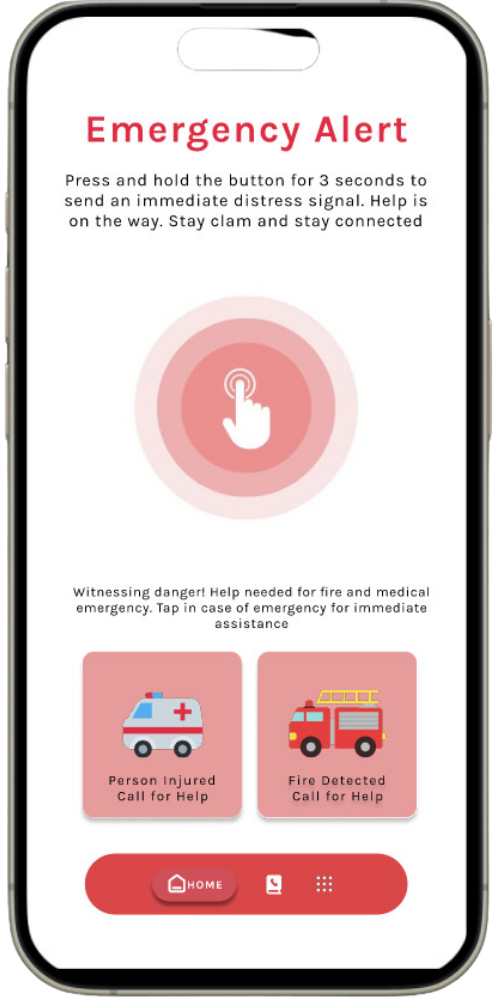 Emergency Alert
Press and hold the button for 3 seconds to
send an immediate distress signal. Help is
on the way. Stay clam and stay connected
Witnessing danger! Help needed for fire and medical
emergency. Tap in case of emergency for immediate
assistance
Person Injured
Call for Help
Fire Detected
Call for Help
HOME